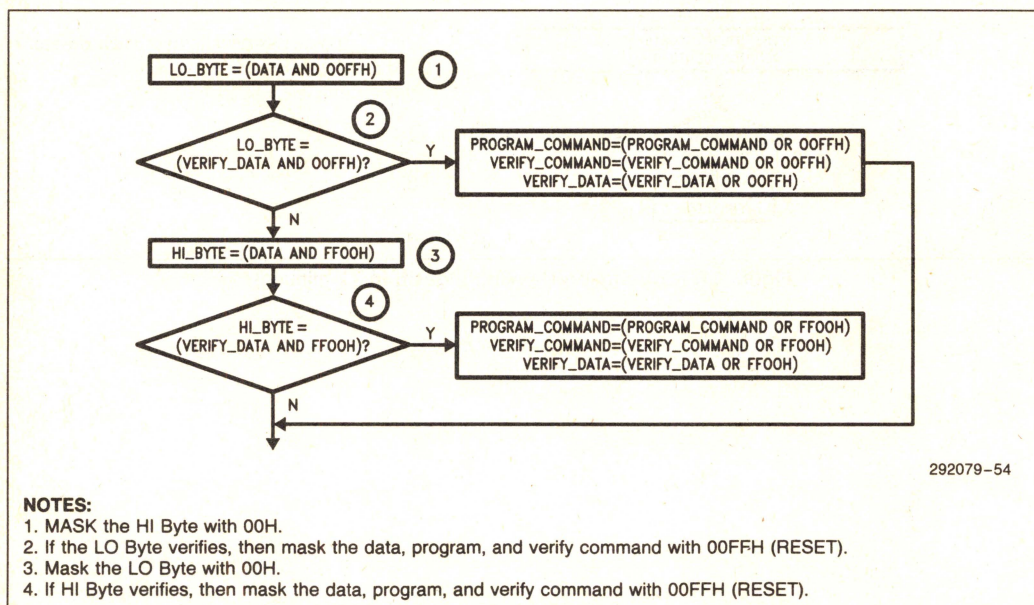 LO_BYTE=(DATA AND 00FFH)
1
2
LO_BYTE=
(VERIFY_DATA AND 00FFH)?
Y
PROGRAM_COMMAND=(PROGRAM_COMMAND OR 00FFH)
VERIFY_COMMAND=(VERIFY_COMMAND OR 00FFH)
VERIFY_DATA=(VERIFY_DATA OR 00FFH)
N
HI_BYTE=(DATA AND FF00H)
3
4
HI_BYTE=
(VERIFY_DATA AND FF00H)?
Y
PROGRAM_COMMAND=(PROGRAM_COMMAND OR FF00H)
VERIFY_COMMAND=(VERIFY_COMMAND OR FF00H)
VERIFY_DATA=(VERIFY_DATA OR FF00H)
N
292079-54
NOTES:
1. MASK the HI Byte with 00H.
2. If the LO Byte verifies, then mask the data, program, and verify command with 00FFH (RESET).
3. Mask the LO Byte with 00H.
4. If HI Byte verifies, then mask the data, program, and verify command with 00FFH (RESET).